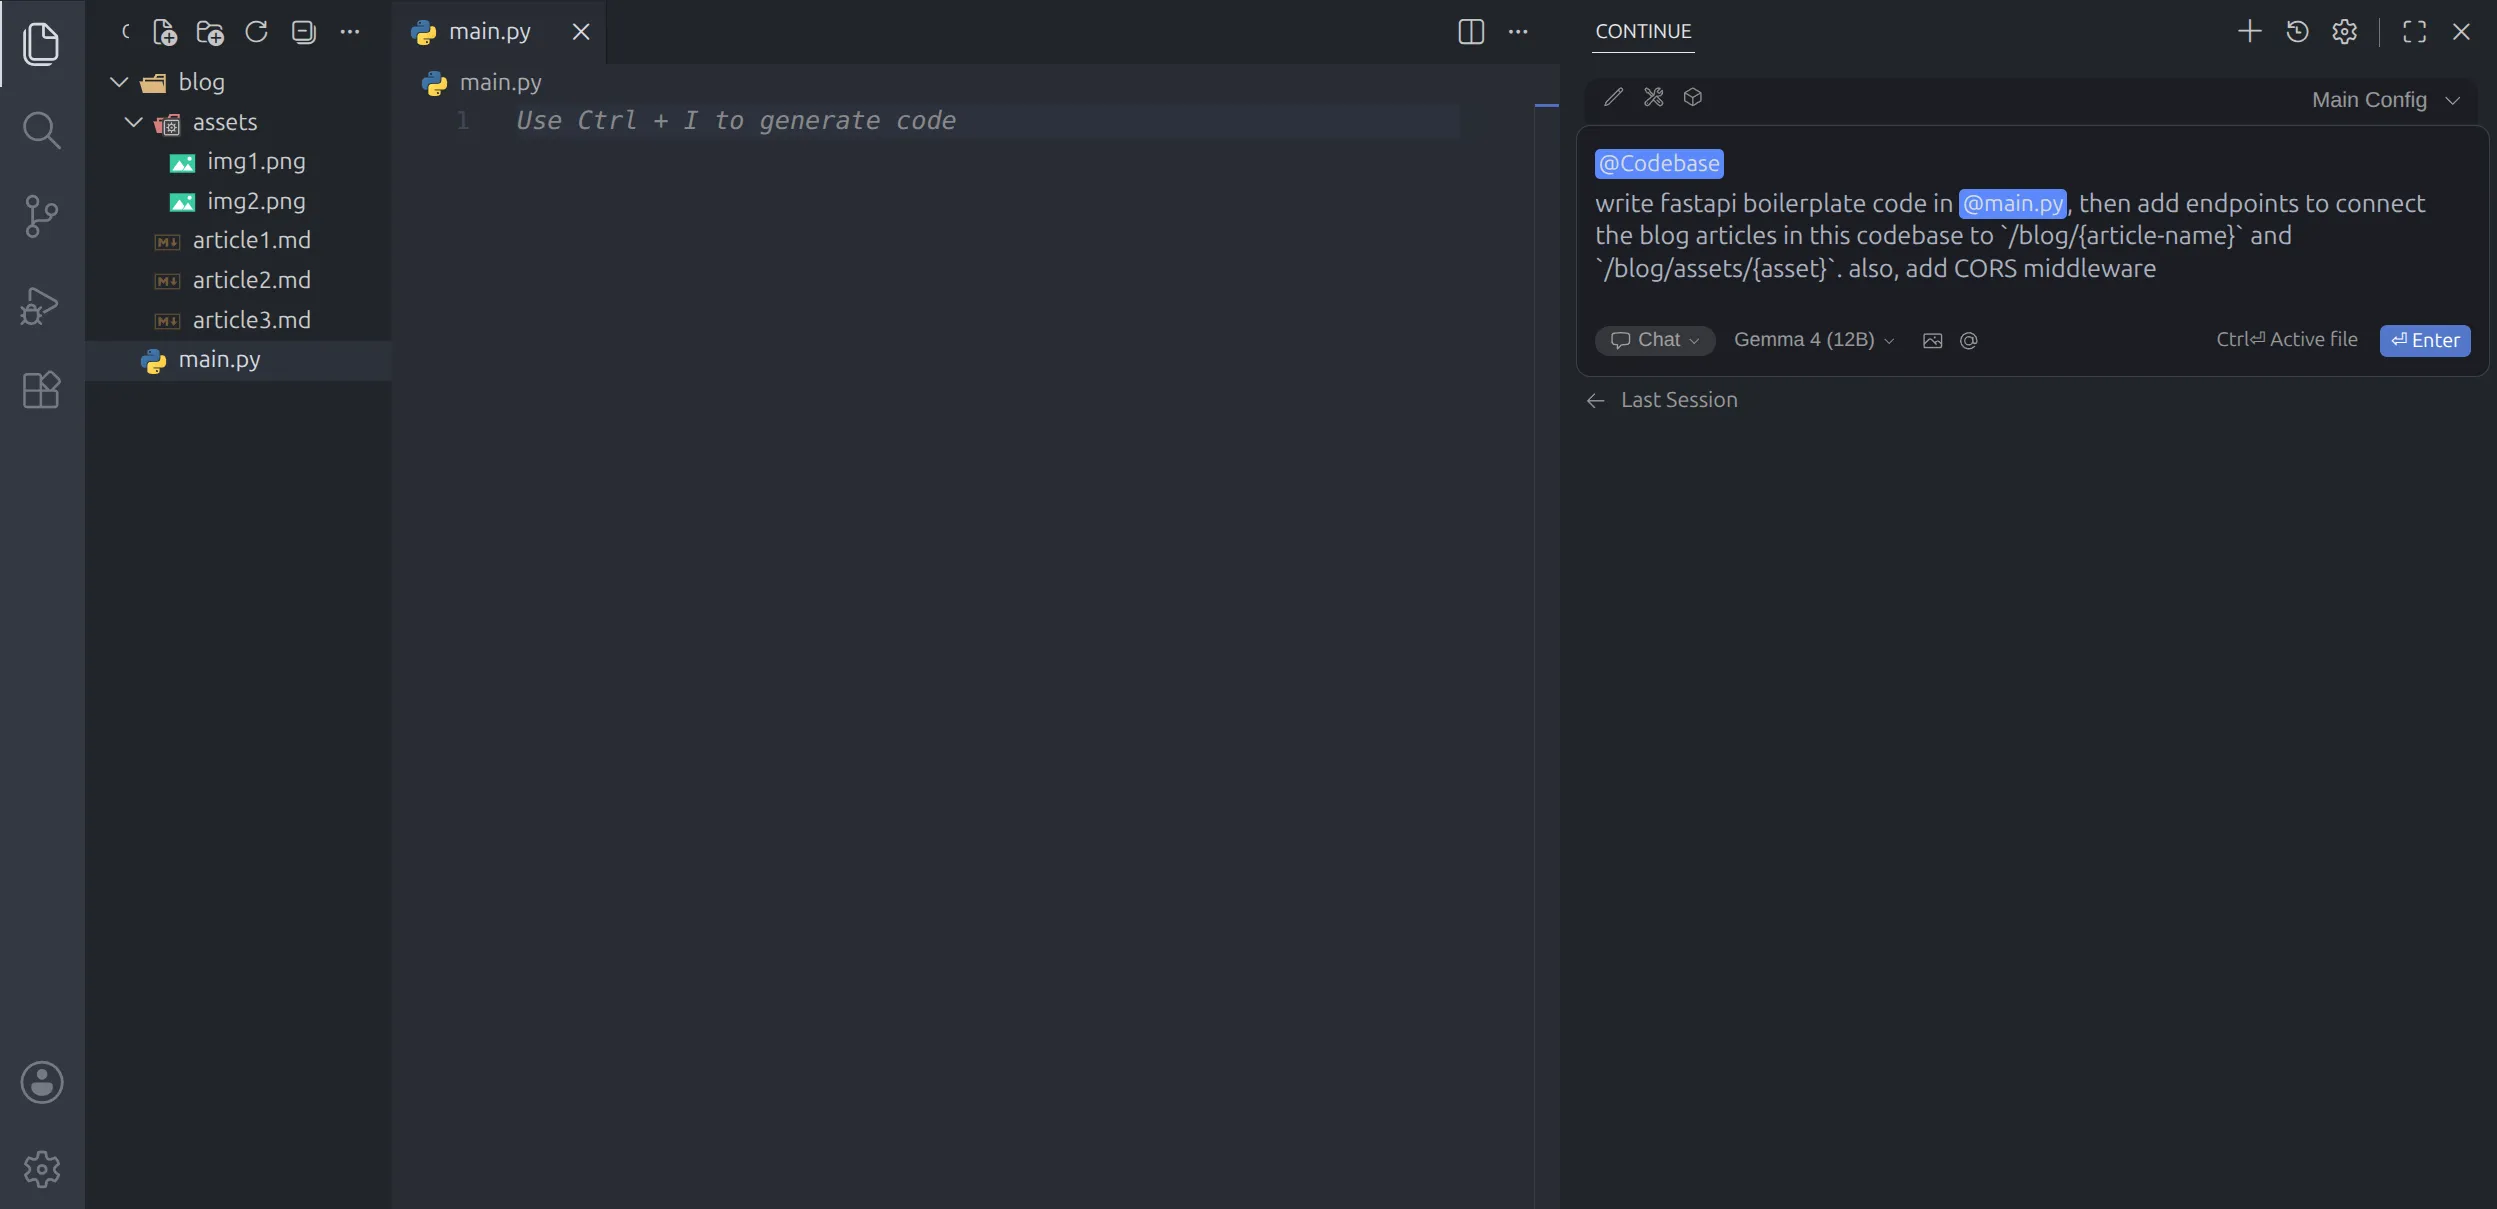 main.py
CONTINUE
blog
main.py
Main Config
assets
1 Use Ctrl + I to generate code
img1.png
@Codebase
img2.png
write fastapi boilerplate code in @main.py, then add endpoints to connect
the blog articles in this codebase to `/blog/{article-name}` and
`/blog/assets/{asset}`. also, add CORS middleware
article1.md
article2.md
article3.md
Chat
Gemma 4 (12B)
Ctrl⏎ Active file
⏎ Enter
main.py
Last Session